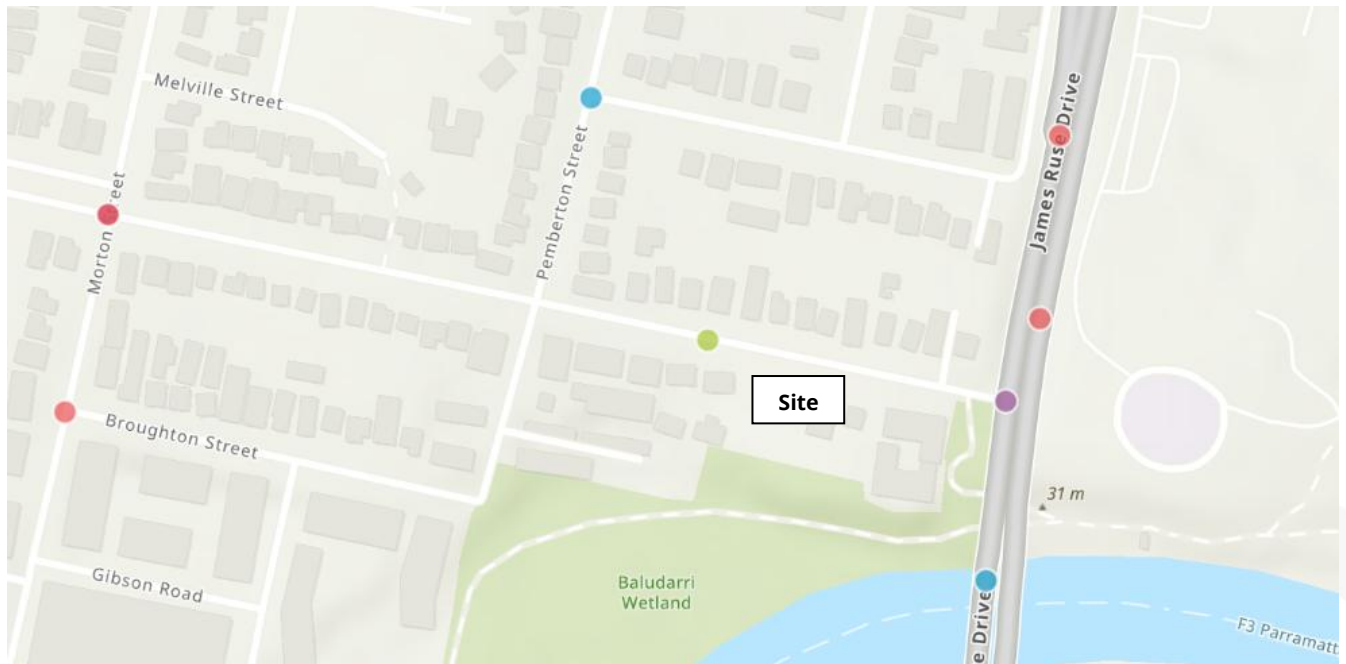 Melville Street
Morton
reet
Pemberton Street
James Ruse Drive
Site
Broughton Street
Gibson Road
31 m
Baludarri
Wetland
e Drive
F3 Parramatt